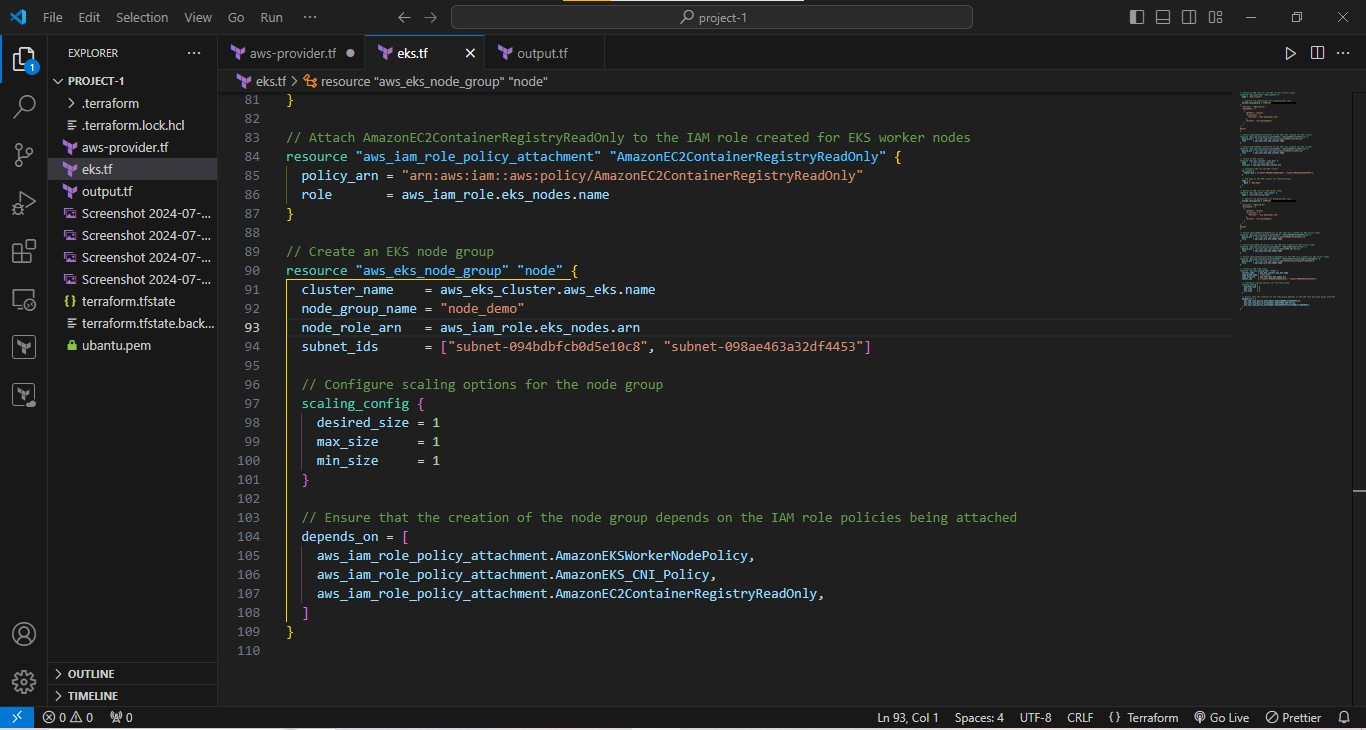 File Edit Selection View Go Run ··· project-1
EXPLORER ···
PROJECT-1
.terraform
.terraform.lock.hcl
aws-provider.tf
eks.tf
output.tf
Screenshot 2024-07-...
Screenshot 2024-07-...
Screenshot 2024-07-...
Screenshot 2024-07-...
terraform.tfstate
terraform.tfstate.back...
ubantu.pem
OUTLINE
TIMELINE
1
aws-provider.tf eks.tf output.tf
eks.tf > resource "aws_eks_node_group" "node"
81 }
82
83 // Attach AmazonEC2ContainerRegistryReadOnly to the IAM role created for EKS worker nodes
84 resource "aws_iam_role_policy_attachment" "AmazonEC2ContainerRegistryReadOnly" {
85 policy_arn = "arn:aws:iam::aws:policy/AmazonEC2ContainerRegistryReadOnly"
86 role = aws_iam_role.eks_nodes.name
87 }
88
89 // Create an EKS node group
90 resource "aws_eks_node_group" "node" {
91 cluster_name = aws_eks_cluster.aws_eks.name
92 node_group_name = "node_demo"
93 node_role_arn = aws_iam_role.eks_nodes.arn
94 subnet_ids = ["subnet-094bdbfcb0d5e10c8", "subnet-098ae463a32df4453"]
95
96 // Configure scaling options for the node group
97 scaling_config {
98 desired_size = 1
99 max_size = 1
100 min_size = 1
101 }
102
103 // Ensure that the creation of the node group depends on the IAM role policies being attached
104 depends_on = [
105 aws_iam_role_policy_attachment.AmazonEKSWorkerNodePolicy,
106 aws_iam_role_policy_attachment.AmazonEKS_CNI_Policy,
107 aws_iam_role_policy_attachment.AmazonEC2ContainerRegistryReadOnly,
108 ]
109 }
110
0 0 0 Ln 93, Col 1 Spaces: 4 UTF-8 CRLF {} Terraform Go Live Prettier